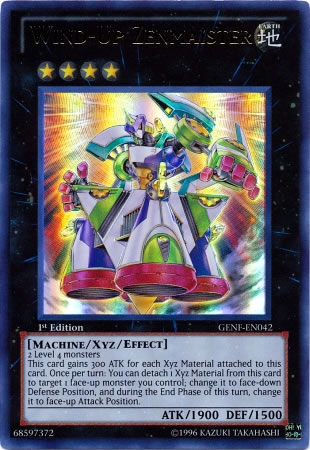 WIND-UP ZENMAISTER
EARTH
地
GENF-EN042
1st Edition
[MACHINE/XYZ/EFFECT]
2 Level 4 monsters
This card gains 300 ATK for each Xyz Material attached to this
card. Once per turn: You can detach 1 Xyz Material from this card
to target 1 face-up monster you control; change it to face-down
Defense Position, and during the End Phase of this turn, change
it to face-up Attack Position.
ATK/1900 DEF/1500
68597372
©1996 KAZUKI TAKAHASHI